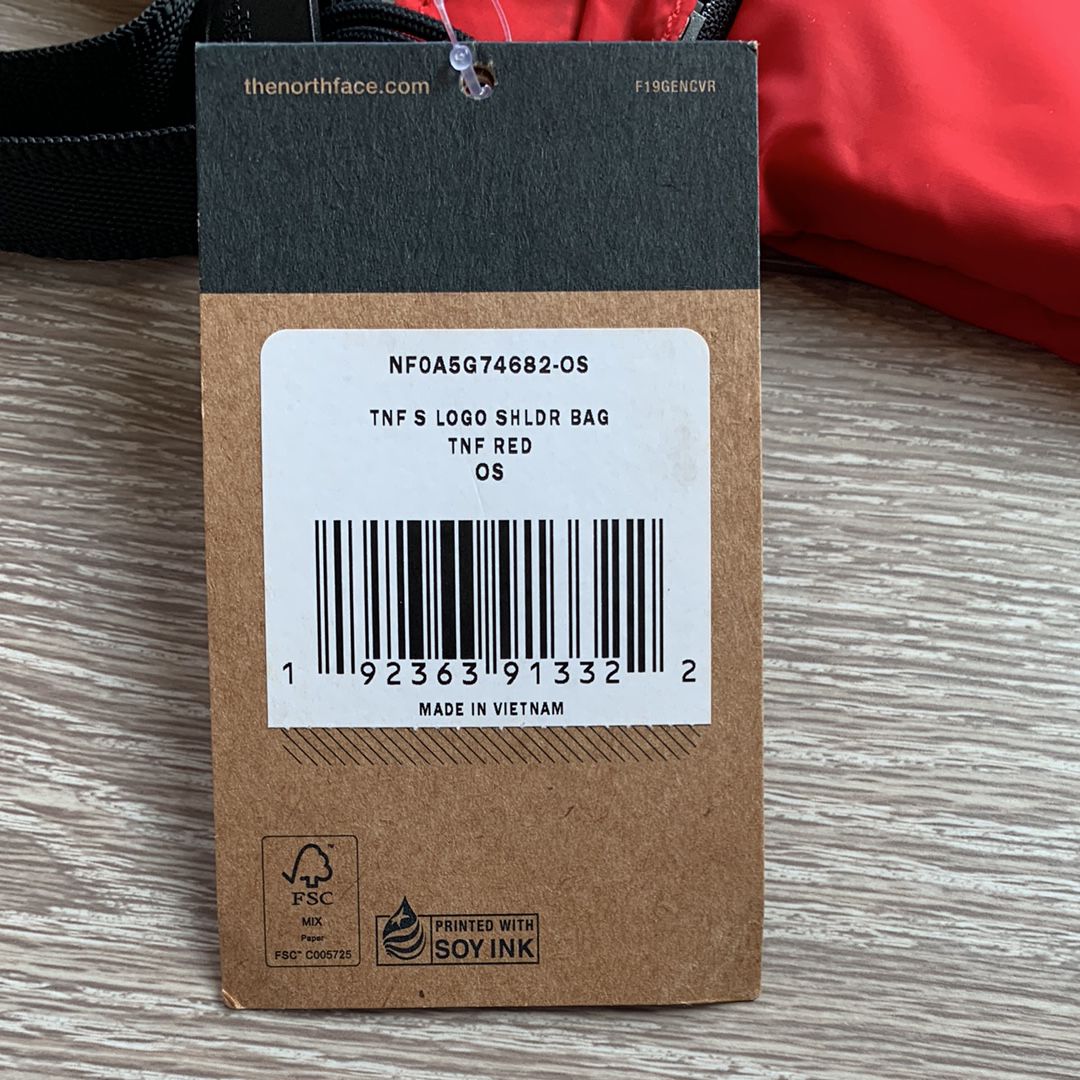 thenorthface.com
F19GENCVR
NF0A5G74682-OS
TNF S LOGO SHLDR BAG
TNF RED
OS
1 92363 91332 2
MADE IN VIETNAM
FSC
MIX
Paper
FSC™ C005725
PRINTED WITH
SOY INK